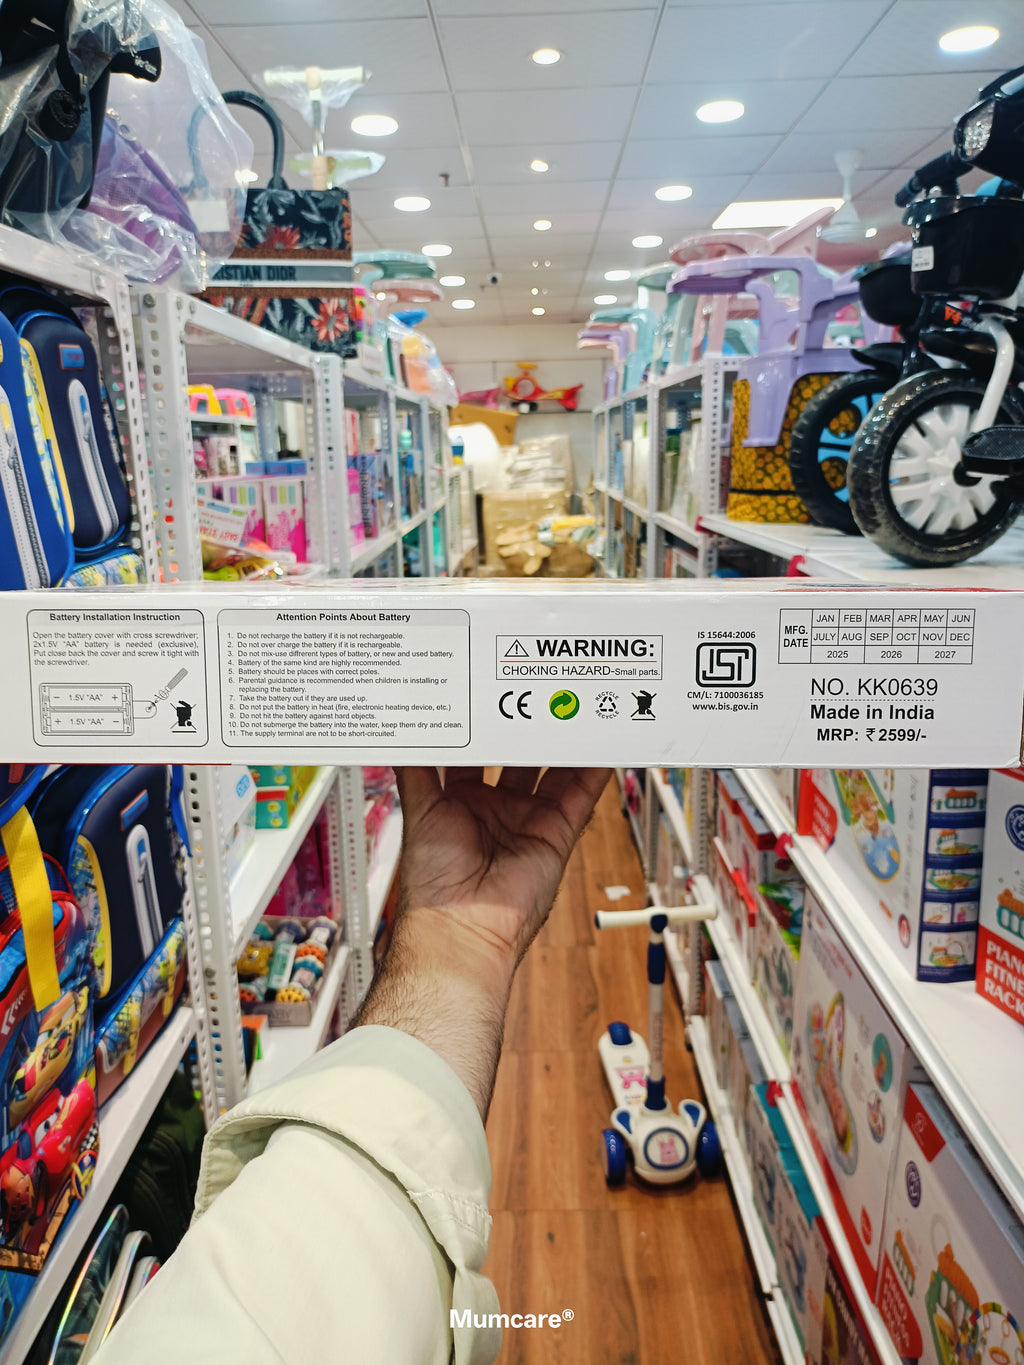 CHRISTIAN DIOR
Battery Installation Instruction
Open the battery cover with cross screwdriver;
2x1.5V "AA" battery is needed (exclusive),
Put close back the cover and screw it tight with
the screwdriver.
1.5V "AA"
1.5V "AA"
Attention Points About Battery
1. Do not recharge the battery if it is not rechargeable.
2. Do not over charge the battery if it is rechargeable.
3. Do not mix-use different types of battery, or new and used battery.
4. Battery of the same kind are highly recommended.
5. Battery should be places with correct poles.
6. Parental guidance is recommended when children is installing or
replacing the battery.
7. Take the battery out if they are used up.
8. Do not put the battery in heat (fire, electronic heating device, etc.)
9. Do not hit the battery against hard objects.
10. Do not submerge the battery into the water, keep them dry and clean.
11. The supply terminal are not to be short-circuited.
WARNING:
CHOKING HAZARD-Small parts.
CE
RECYCLE
RECYCLE
IS 15644:2006
ISI
CM/L: 7100036185
www.bis.gov.in
MFG.
DATE
JAN FEB MAR APR MAY JUN
JULY AUG SEP OCT NOV DEC
2025 2026 2027
NO. KK0639
Made in India
MRP: ₹ 2599/-
PIANO
FITNESS
RACK
Mumcare®